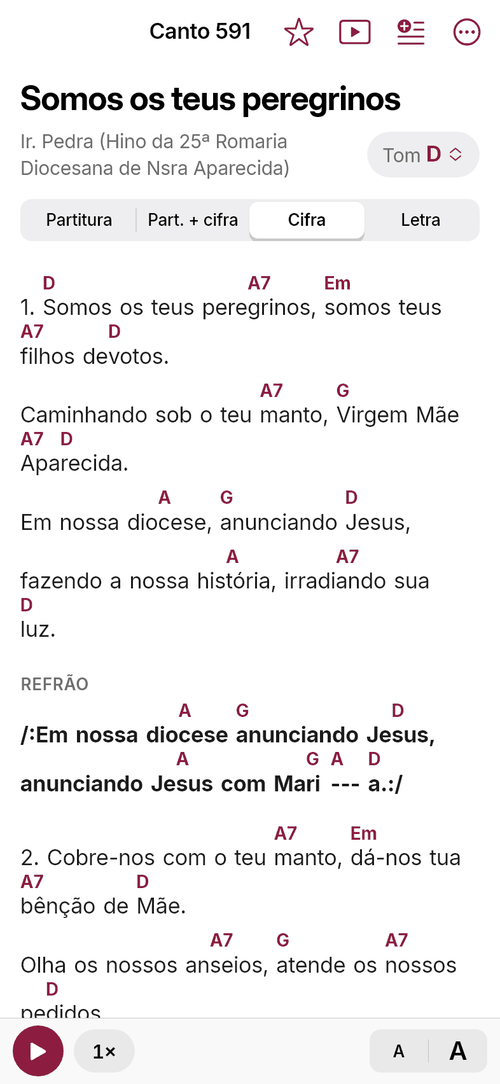 Canto 591
Somos os teus peregrinos
Ir. Pedra (Hino da 25ª Romaria
Diocesana de Nsra Aparecida)
Tom D
Partitura Part. + cifra Cifra Letra
D A7 Em
1. Somos os teus peregrinos, somos teus
A7 D
filhos devotos.
A7 G
Caminhando sob o teu manto, Virgem Mãe
A7 D
Aparecida.
A G D
Em nossa diocese, anunciando Jesus,
A A7
fazendo a nossa história, irradiando sua
D
luz.
REFRÃO
A G D
/:Em nossa diocese anunciando Jesus,
A G A D
anunciando Jesus com Mari --- a.:/
A7 Em
2. Cobre-nos com o teu manto, dá-nos tua
A7 D
bênção de Mãe.
A7 G A7
Olha os nossos anseios, atende os nossos
D
pedidos
1× A A